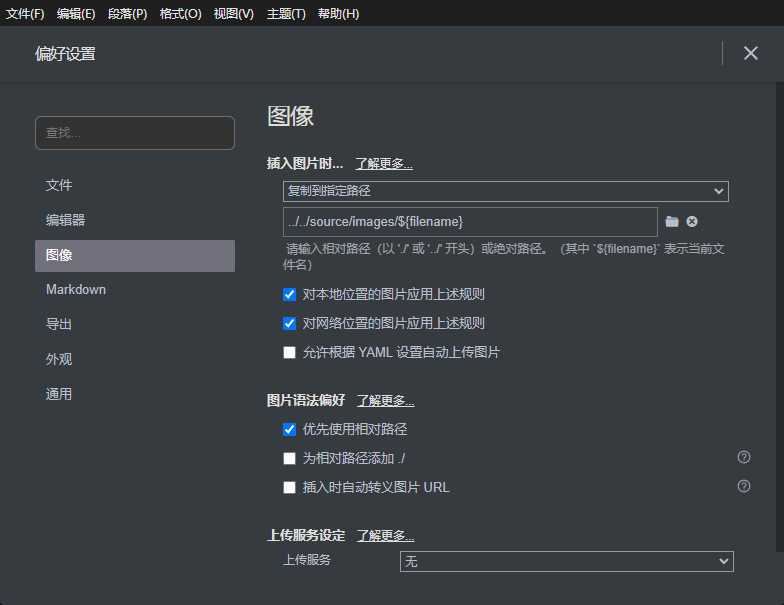 文件(F) 编辑(E) 段落(P) 格式(O) 视图(V) 主题(T) 帮助(H)
偏好设置
查找...
文件
编辑器
图像
Markdown
导出
外观
通用
图像
插入图片时... 了解更多...
复制到指定路径
../../source/images/${filename}
请输入相对路径（以 './' 或 '../' 开头）或绝对路径。（其中 `${filename}` 表示当前文
件名）
对本地位置的图片应用上述规则
对网络位置的图片应用上述规则
允许根据 YAML 设置自动上传图片
图片语法偏好 了解更多...
优先使用相对路径
为相对路径添加 ./
插入时自动转义图片 URL
上传服务设定 了解更多...
上传服务 无